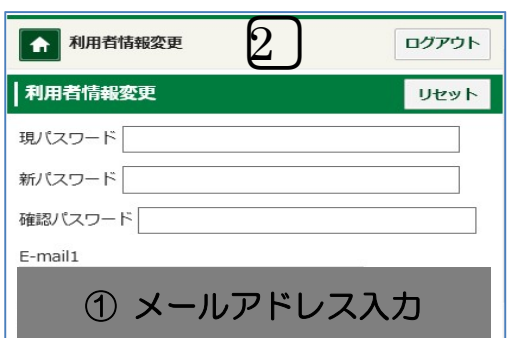 利用者情報変更 2 ログアウト
利用者情報変更 リセット
現パスワード
新パスワード
確認パスワード
E-mail1
① メールアドレス入力